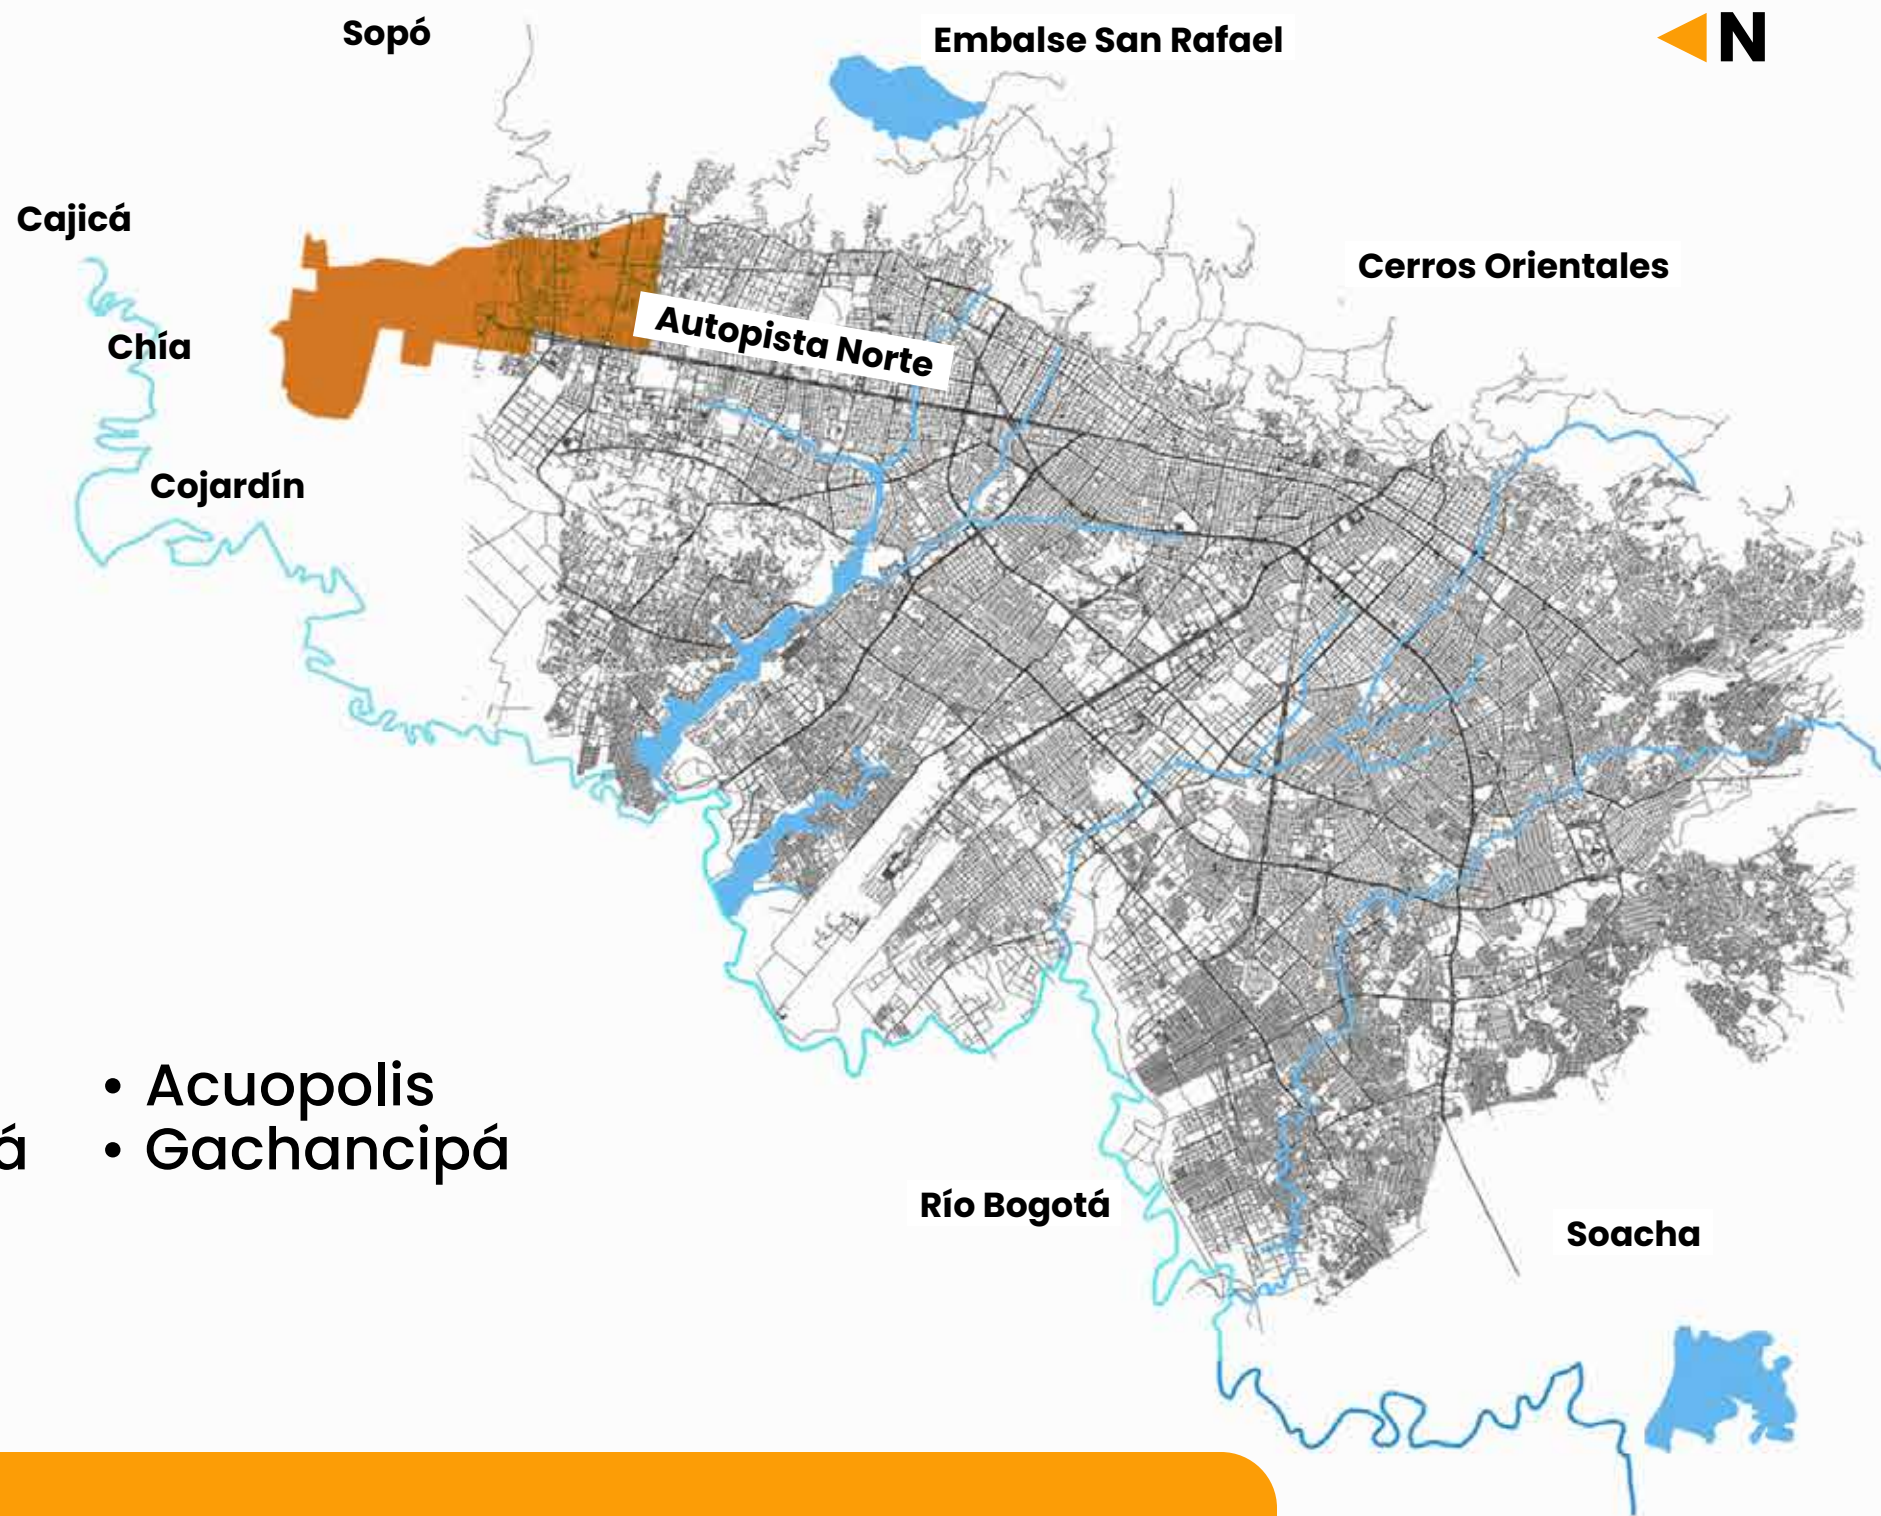 Sopó
Embalse San Rafael
N
Cajicá
Cerros Orientales
Autopista Norte
Chía
Cojardín
• Acuopolis
á • Gachancipá
Río Bogotá
Soacha